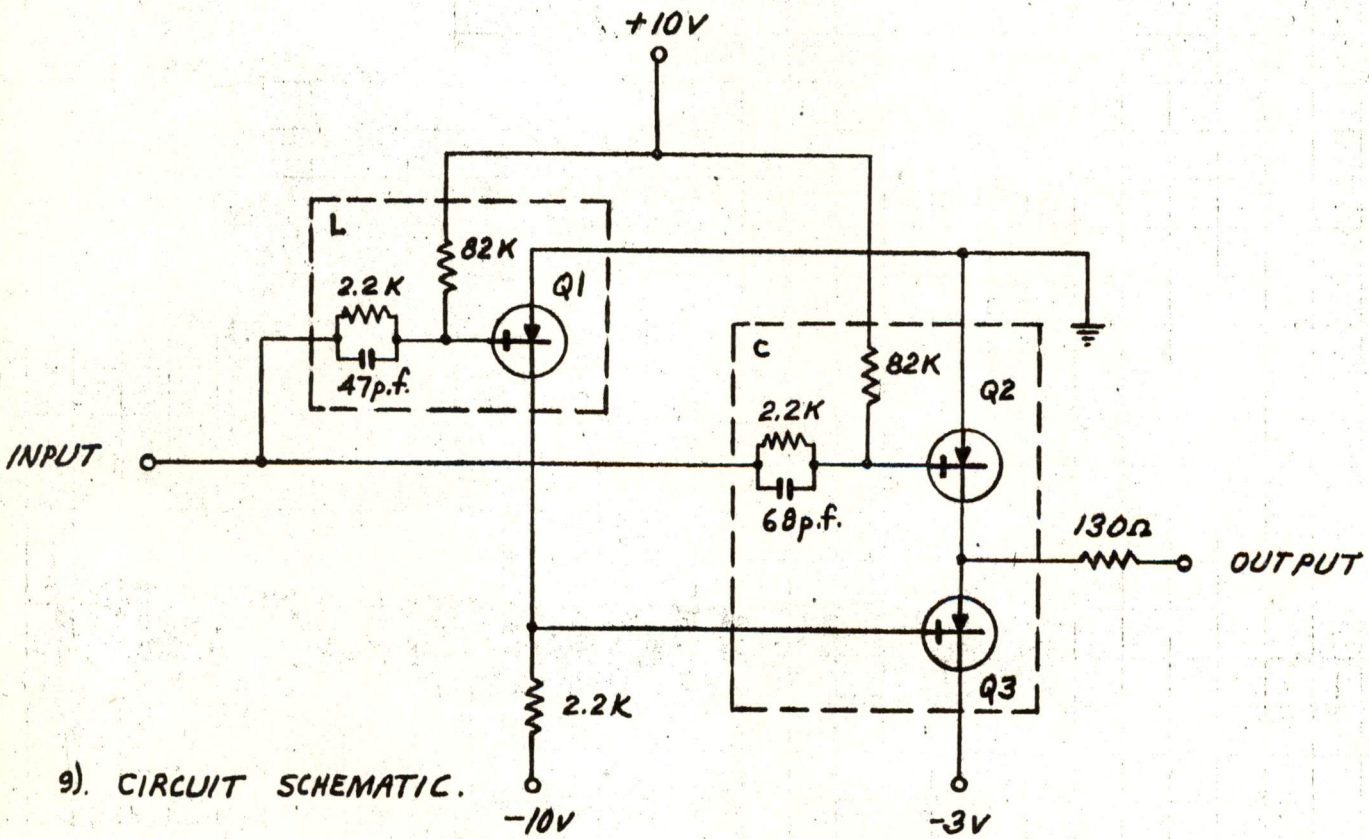 +10V
L
82K
2.2K
Q1
47p.f.
C
82K
2.2K
Q2
INPUT
68p.f.
130Ω
OUTPUT
Q3
2.2K
9). CIRCUIT SCHEMATIC.
-10V
-3V